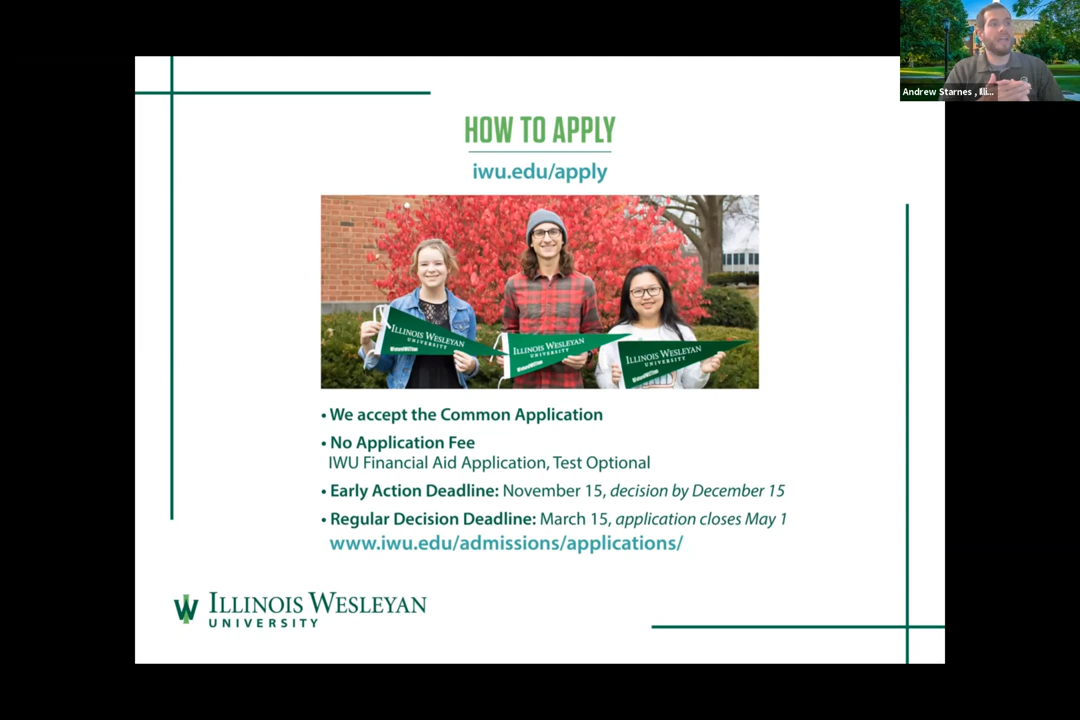 Andrew Starnes , Illi...
HOW TO APPLY
iwu.edu/apply
ILLINOIS WESLEYAN
UNIVERSITY
ILLINOIS WESLEYAN
UNIVERSITY
ILLINOIS WESLEYAN
UNIVERSITY
• We accept the Common Application
• No Application Fee
IWU Financial Aid Application, Test Optional
• Early Action Deadline: November 15, decision by December 15
• Regular Decision Deadline: March 15, application closes May 1
www.iwu.edu/admissions/applications/
W ILLINOIS WESLEYAN
UNIVERSITY